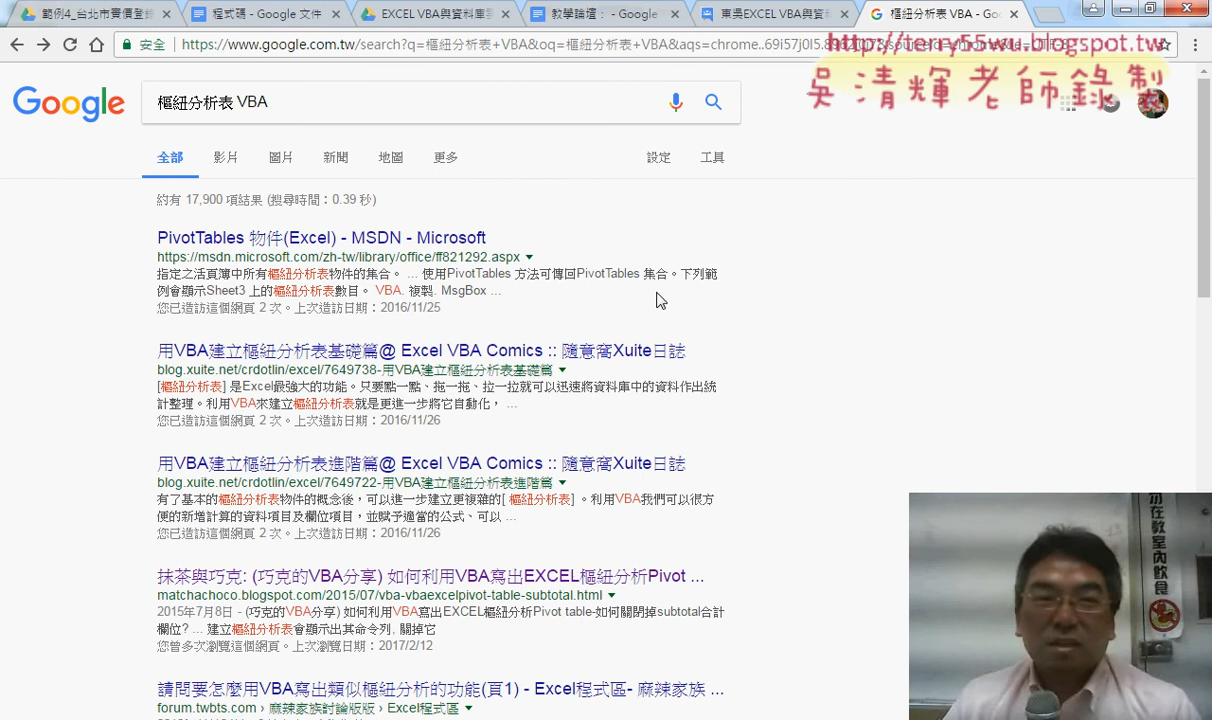 範例4_台北市實價登錄
程式碼 - Google 文件
EXCEL VBA與資料庫雲
教學論壇： - Google
東吳EXCEL VBA與資料
樞紐分析表 VBA - Goo
安全
https://www.google.com.tw/search?q=樞紐分析表+VBA&oq=樞紐分析表+VBA&aqs=chrome..69i57j0l5.
http://terry55wu.blogspot.tw
吳清輝老師錄製
Google
樞紐分析表 VBA
全部 影片 圖片 新聞 地圖 更多 設定 工具
約有 17,900 項結果 (搜尋時間：0.39 秒)
PivotTables 物件(Excel) - MSDN - Microsoft
https://msdn.microsoft.com/zh-tw/library/office/ff821292.aspx
指定之活頁簿中所有樞紐分析表物件的集合。 ... 使用PivotTables 方法可傳回PivotTables 集合。下列範
例會顯示Sheet3 上的樞紐分析表數目。 VBA. 複製. MsgBox ...
您已造訪這個網頁 2 次。上次造訪日期：2016/11/25
用VBA建立樞紐分析表基礎篇@ Excel VBA Comics :: 隨意窩Xuite日誌
blog.xuite.net/crdotlin/excel/7649738-用VBA建立樞紐分析表基礎篇
[樞紐分析表] 是Excel最強大的功能。只要點一點、拖一拖、拉一拉就可以迅速將資料庫中的資料作出統
計整理。利用VBA來建立樞紐分析表就是更進一步將它自動化， ...
您已造訪這個網頁 2 次。上次造訪日期：2016/11/26
用VBA建立樞紐分析表進階篇@ Excel VBA Comics :: 隨意窩Xuite日誌
blog.xuite.net/crdotlin/excel/7649722-用VBA建立樞紐分析表進階篇
有了基本的樞紐分析表物件的概念後，可以進一步建立更複雜的[ 樞紐分析表] 。利用VBA我們可以很方
便的新增計算的資料項目及欄位項目，並賦予適當的公式、可以 ...
您已造訪這個網頁 2 次。上次造訪日期：2016/11/26
抹茶與巧克: (巧克的VBA分享) 如何利用VBA寫出EXCEL樞紐分析Pivot ...
matchachoco.blogspot.com/2015/07/vba-vbaexcelpivot-table-subtotal.html
2015年7月8日 - (巧克的VBA分享) 如何利用VBA寫出EXCEL樞紐分析Pivot table-如何關閉掉subtotal合計
欄位? ... 建立樞紐分析表會顯示出其命令列, 關掉它
您曾多次瀏覽這個網頁。上次瀏覽日期：2017/2/12
請問要怎麼用VBA寫出類似樞紐分析的功能(頁1) - Excel程式區- 麻辣家族 ...
forum.twbts.com › 麻辣家族討論版版 › Excel程式區
勿在教室內飲食